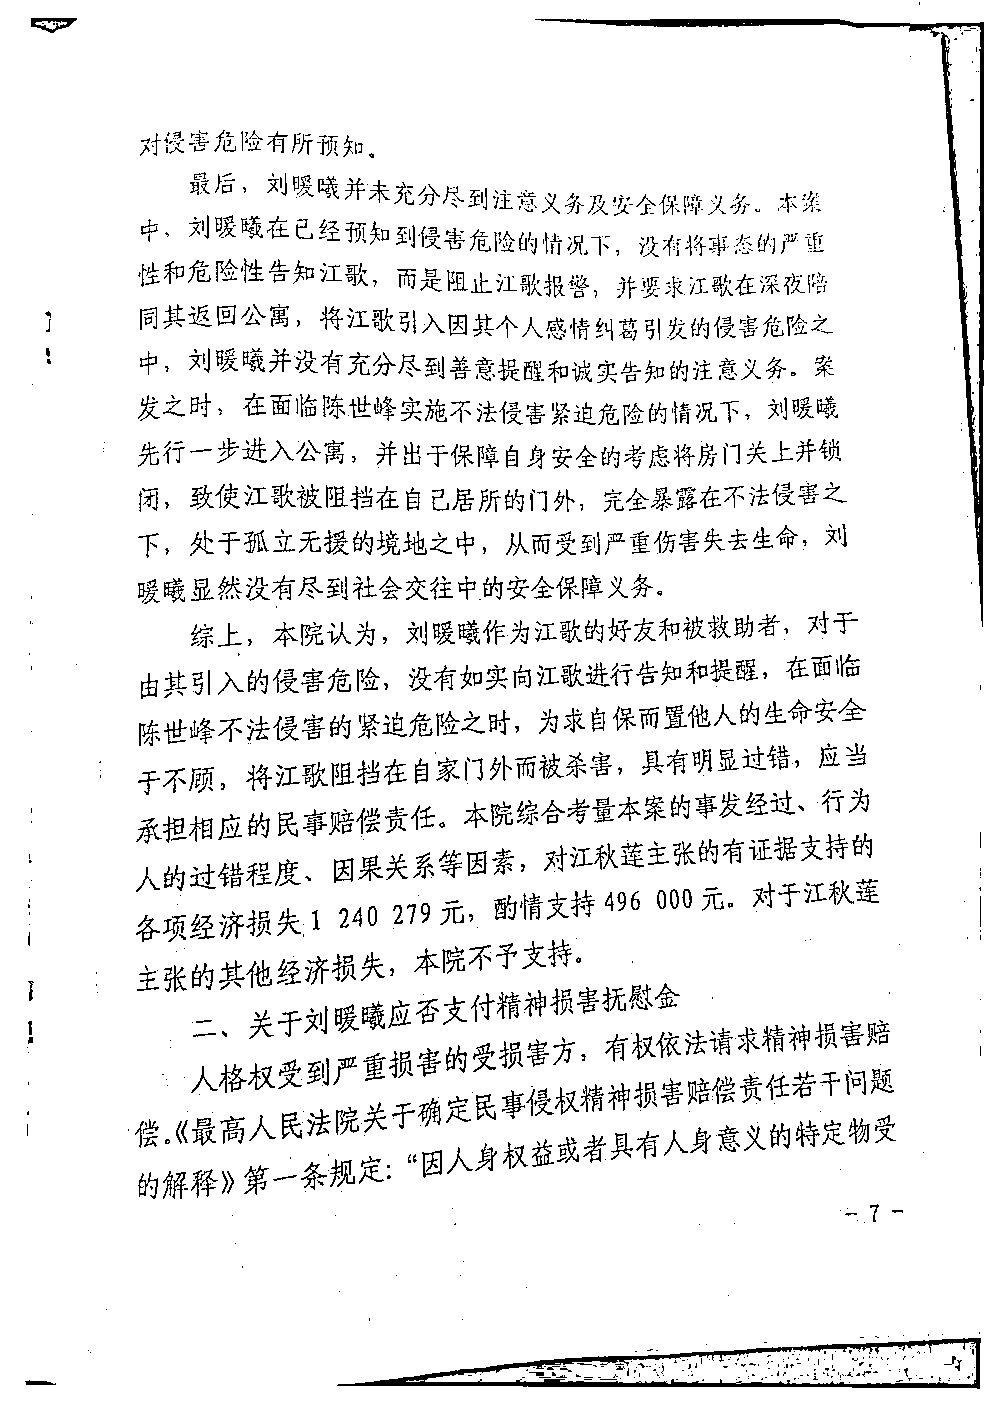 对侵害危险有所预知。
最后，刘暖曦并未充分尽到注意义务及安全保障义务。本案
中，刘暖曦在已经预知到侵害危险的情况下，没有将事态的严重
性和危险性告知江歌，而是阻止江歌报警，并要求江歌在深夜陪
同其返回公寓，将江歌引入因其个人感情纠葛引发的侵害危险之
中，刘暖曦并没有充分尽到善意提醒和诚实告知的注意义务。案
发之时，在面临陈世峰实施不法侵害紧迫危险的情况下，刘暖曦
先行一步进入公寓，并出于保障自身安全的考虑将房门关上并锁
闭，致使江歌被阻挡在自己居所的门外，完全暴露在不法侵害之
下，处于孤立无援的境地之中，从而受到严重伤害失去生命，刘
暖曦显然没有尽到社会交往中的安全保障义务。
综上，本院认为，刘暖曦作为江歌的好友和被救助者，对于
由其引入的侵害危险，没有如实向江歌进行告知和提醒，在面临
陈世峰不法侵害的紧迫危险之时，为求自保而置他人的生命安全
于不顾，将江歌阻挡在自家门外而被杀害，具有明显过错，应当
承担相应的民事赔偿责任。本院综合考量本案的事发经过、行为
人的过错程度、因果关系等因素，对江秋莲主张的有证据支持的
各项经济损失1 240 279元，酌情支持496 000元。对于江秋莲
主张的其他经济损失，本院不予支持。
二、关于刘暖曦应否支付精神损害抚慰金
人格权受到严重损害的受损害方，有权依法请求精神损害赔
偿。《最高人民法院关于确定民事侵权精神损害赔偿责任若干问题
的解释》第一条规定：“因人身权益或者具有人身意义的特定物受
- 7 -